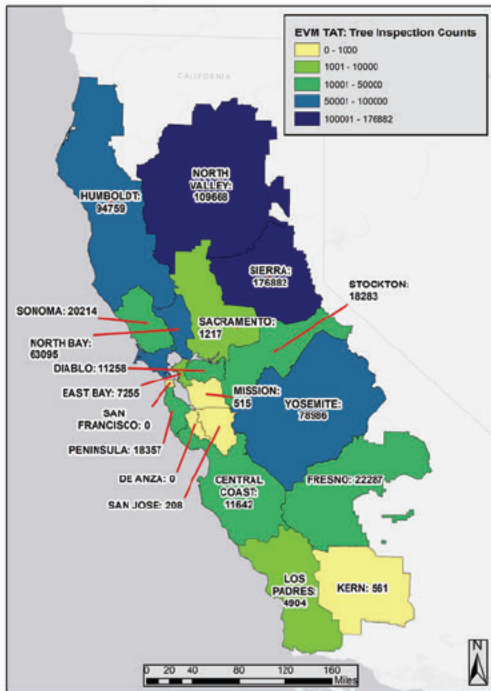 EVM TAT: Tree Inspection Counts
0 - 1000
1001 - 10000
10001 - 50000
50001 - 100000
100001 - 176882
CALIFORNIA
NORTH
VALLEY:
109668
HUMBOLDT:
94759
SIERRA:
176882
STOCKTON:
18283
SONOMA: 20214
SACRAMENTO:
1217
NORTH BAY:
63095
DIABLO: 11258
EAST BAY: 7255
MISSION:
515
YOSEMITE:
78986
SAN
FRANCISCO: 0
PENINSULA: 18357
DE ANZA: 0
CENTRAL
COAST:
11642
FRESNO: 22287
SAN JOSE: 208
LOS
PADRES:
4904
KERN: 561
0 20 40 80 120 160
Miles
N